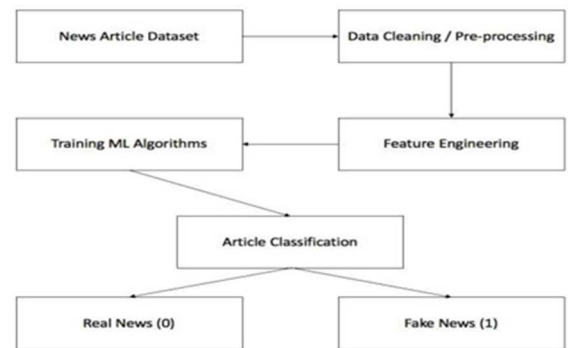 News Article Dataset
Data Cleaning / Pre-processing
Training ML Algorithms
Feature Engineering
Article Classification
Real News (0)
Fake News (1)